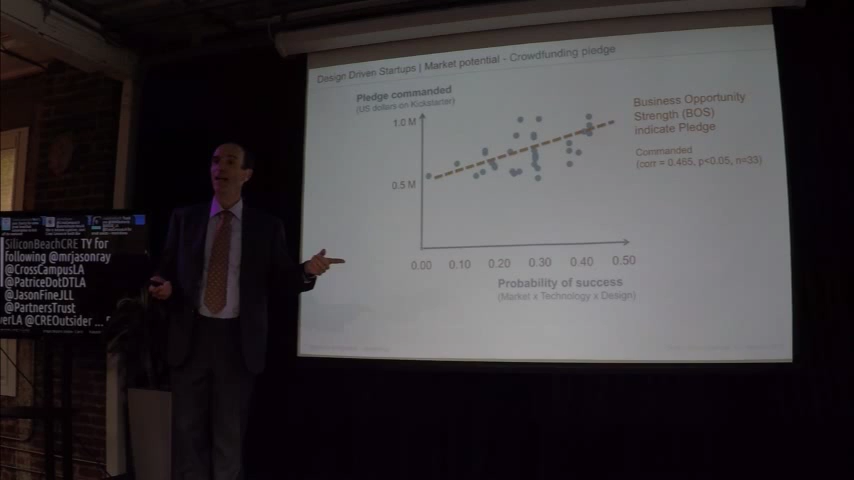 Design Driven Startups | Market potential - Crowdfunding pledge
Pledge commanded
(US dollars on Kickstarter)
1.0 M
0.5 M
0.00 0.10 0.20 0.30 0.40 0.50
Probability of success
(Market x Technology x Design)
Business Opportunity
Strength (BOS)
indicate Pledge
Commanded
(corr = 0.465, p<0.05, n=33)
SiliconBeachCRE TY for
following @mrjasonray
@CrossCampusLA
@PatriceDotDTLA
@JasonFineJLL
@PartnersTrust
verLA @CREOutsider ...